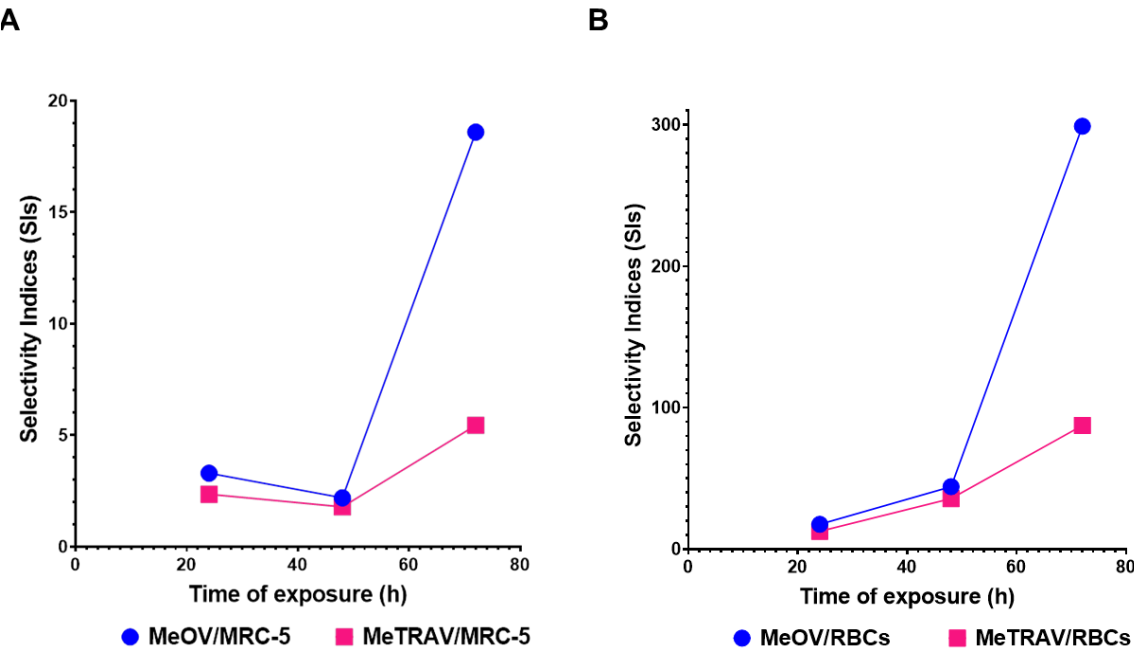 A
B
Selectivity Indices (SIs)
20
15
10
5
0
0 20 40 60 80
Time of exposure (h)
MeOV/MRC-5 MeTRAV/MRC-5
Selectivity Indices (SIs)
300
200
100
0
0 20 40 60 80
Time of exposure (h)
MeOV/RBCs MeTRAV/RBCs